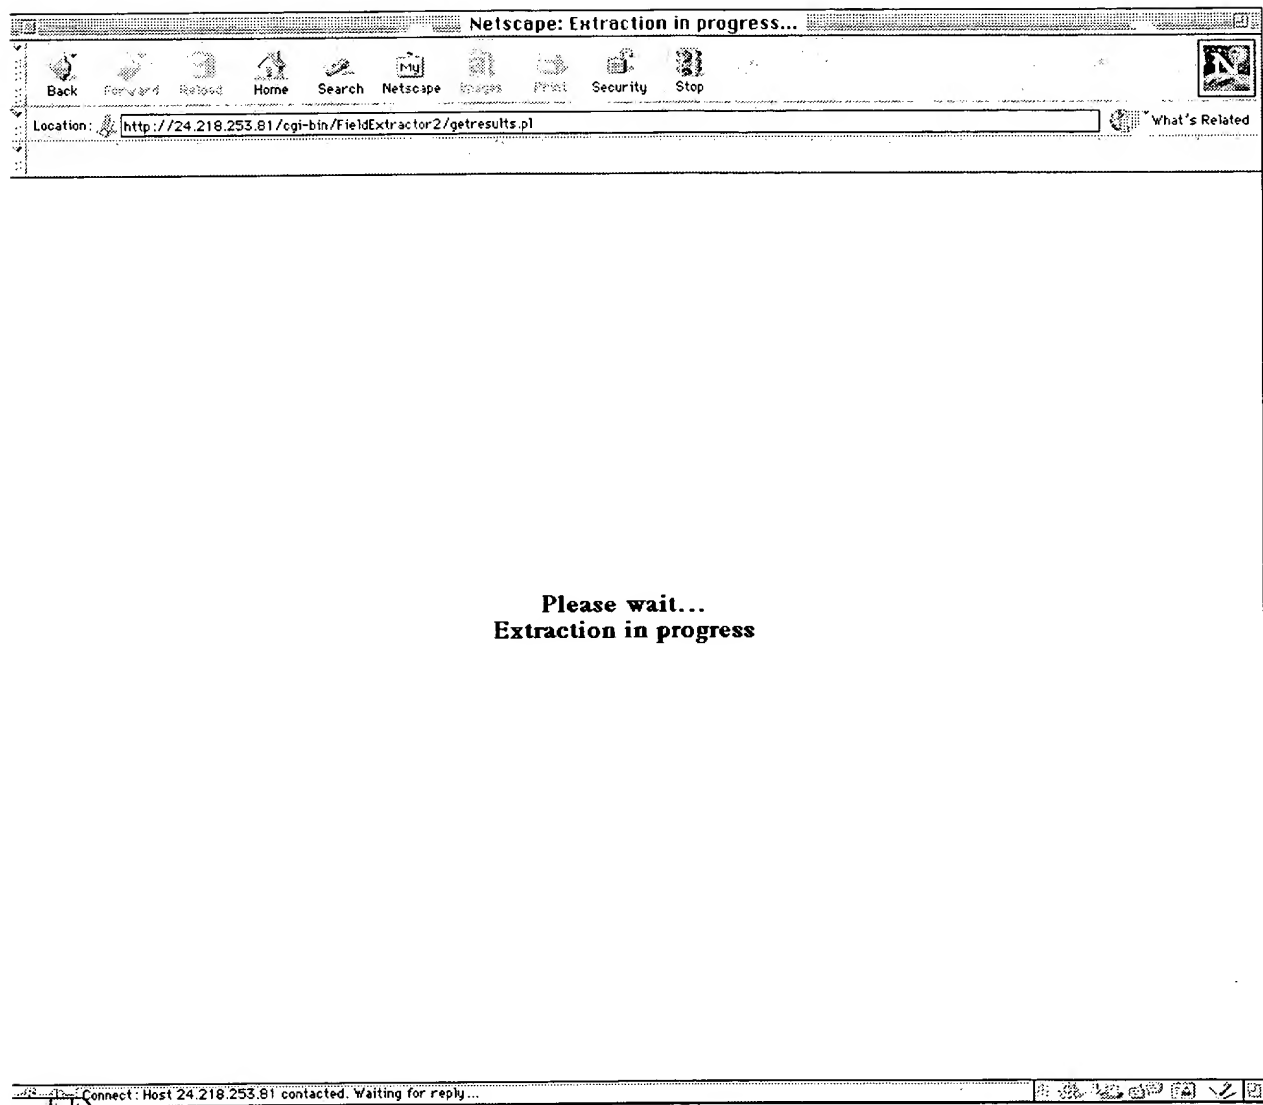 Netscape: Extraction in progress...
Back Forward Reload Home Search Netscape Images Print Security Stop
My
N
Location: http://24.218.253.81/cgi-bin/FieldExtractor2/getresults.pl What's Related
Please wait...
Extraction in progress
Connect: Host 24.218.253.81 contacted. Waiting for reply...